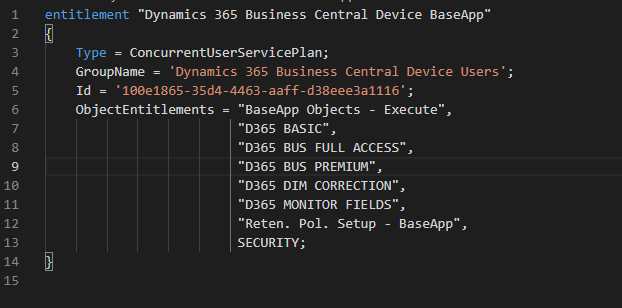 1 entitlement "Dynamics 365 Business Central Device BaseApp"
2 {
3 Type = ConcurrentUserServicePlan;
4 GroupName = 'Dynamics 365 Business Central Device Users';
5 Id = '100e1865-35d4-4463-aaff-d38eee3a1116';
6 ObjectEntitlements = "BaseApp Objects - Execute",
7 "D365 BASIC",
8 "D365 BUS FULL ACCESS",
9 "D365 BUS PREMIUM",
10 "D365 DIM CORRECTION",
11 "D365 MONITOR FIELDS",
12 "Reten. Pol. Setup - BaseApp",
13 SECURITY;
14 }
15